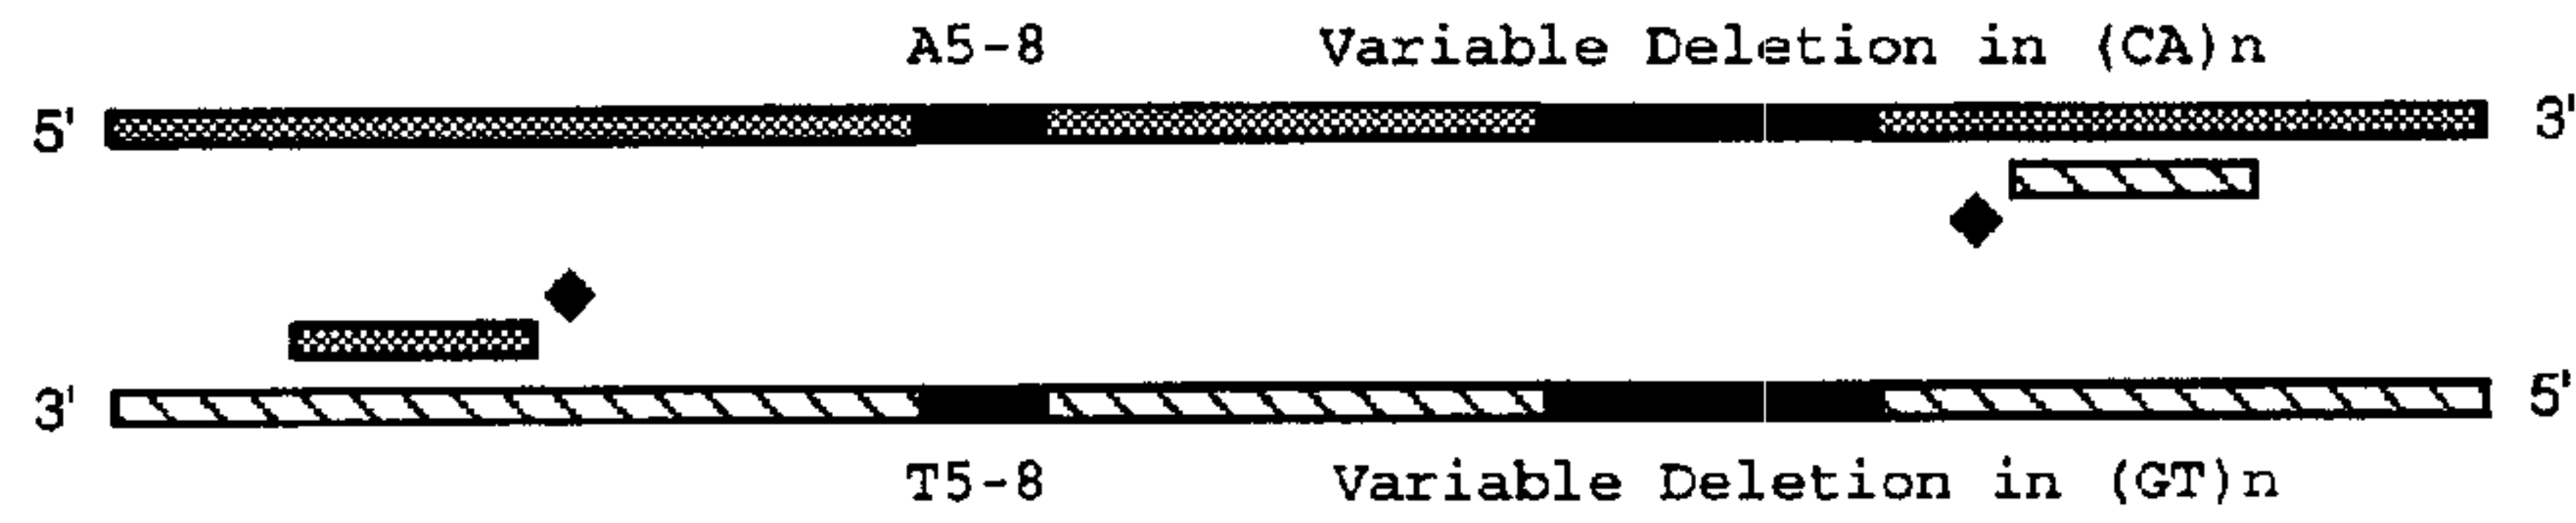 A5-8 Variable Deletion in (CA)n
5' 3'
3' 5'
T5-8 Variable Deletion in (GT)n